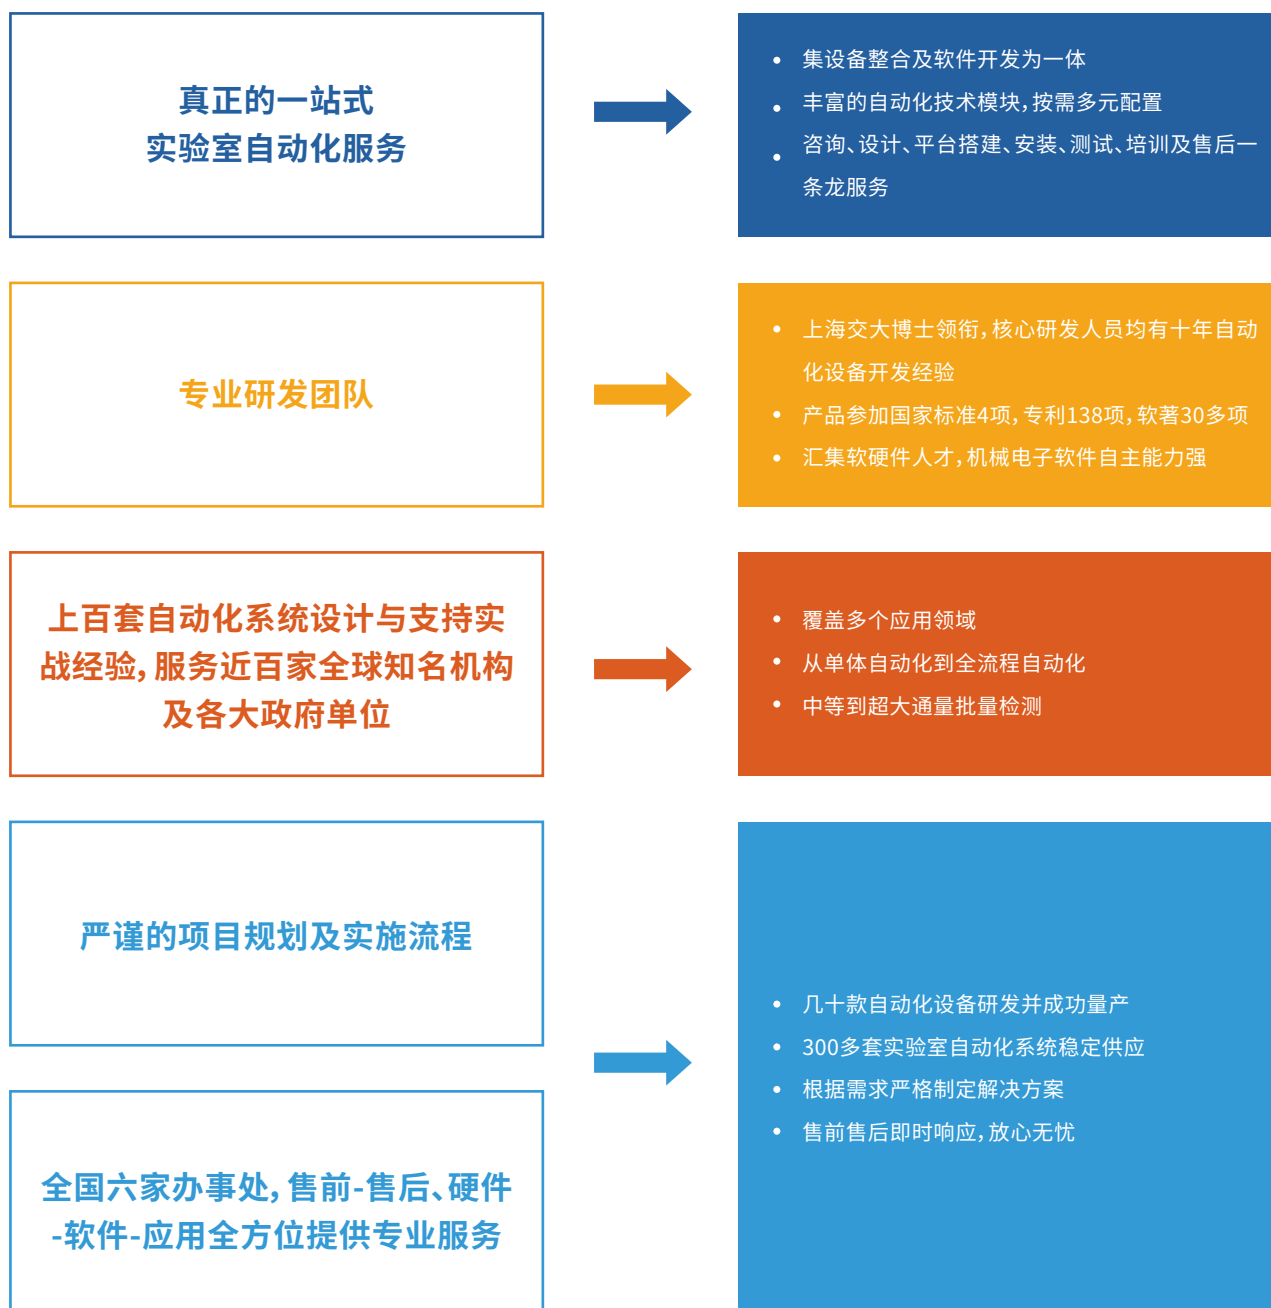 真正的一站式
实验室自动化服务
集设备整合及软件开发为一体
丰富的自动化技术模块,按需多元配置
咨询、设计、平台搭建、安装、测试、培训及售后一
条龙服务
专业研发团队
上海交大博士领衔,核心研发人员均有十年自动
化设备开发经验
产品参加国家标准4项,专利138项,软著30多项
汇集软硬件人才,机械电子软件自主能力强
上百套自动化系统设计与支持实
战经验,服务近百家全球知名机构
及各大政府单位
覆盖多个应用领域
从单体自动化到全流程自动化
中等到超大通量批量检测
严谨的项目规划及实施流程
全国六家办事处,售前-售后、硬件
-软件-应用全方位提供专业服务
几十款自动化设备研发并成功量产
300多套实验室自动化系统稳定供应
根据需求严格制定解决方案
售前售后即时响应,放心无忧